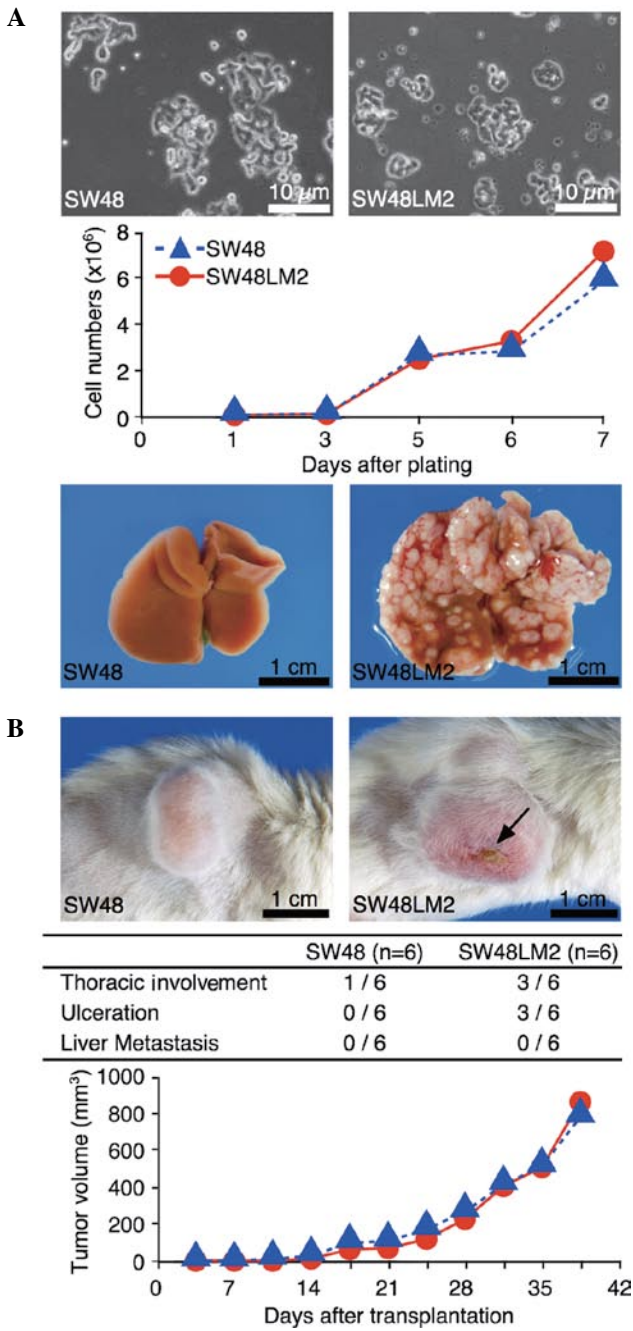 A
SW48
10 µm
SW48LM2
10 µm
8
6
4
2
0
Cell numbers (x10⁶)
SW48
SW48LM2
0 1 3 5 6 7
Days after plating
SW48
1 cm
SW48LM2
1 cm
B
SW48
1 cm
SW48LM2
1 cm
SW48 (n=6) SW48LM2 (n=6)
Thoracic involvement 1 / 6 3 / 6
Ulceration 0 / 6 3 / 6
Liver Metastasis 0 / 6 0 / 6
1000
800
600
400
200
0
Tumor volume (mm³)
0 7 14 21 28 35 42
Days after transplantation